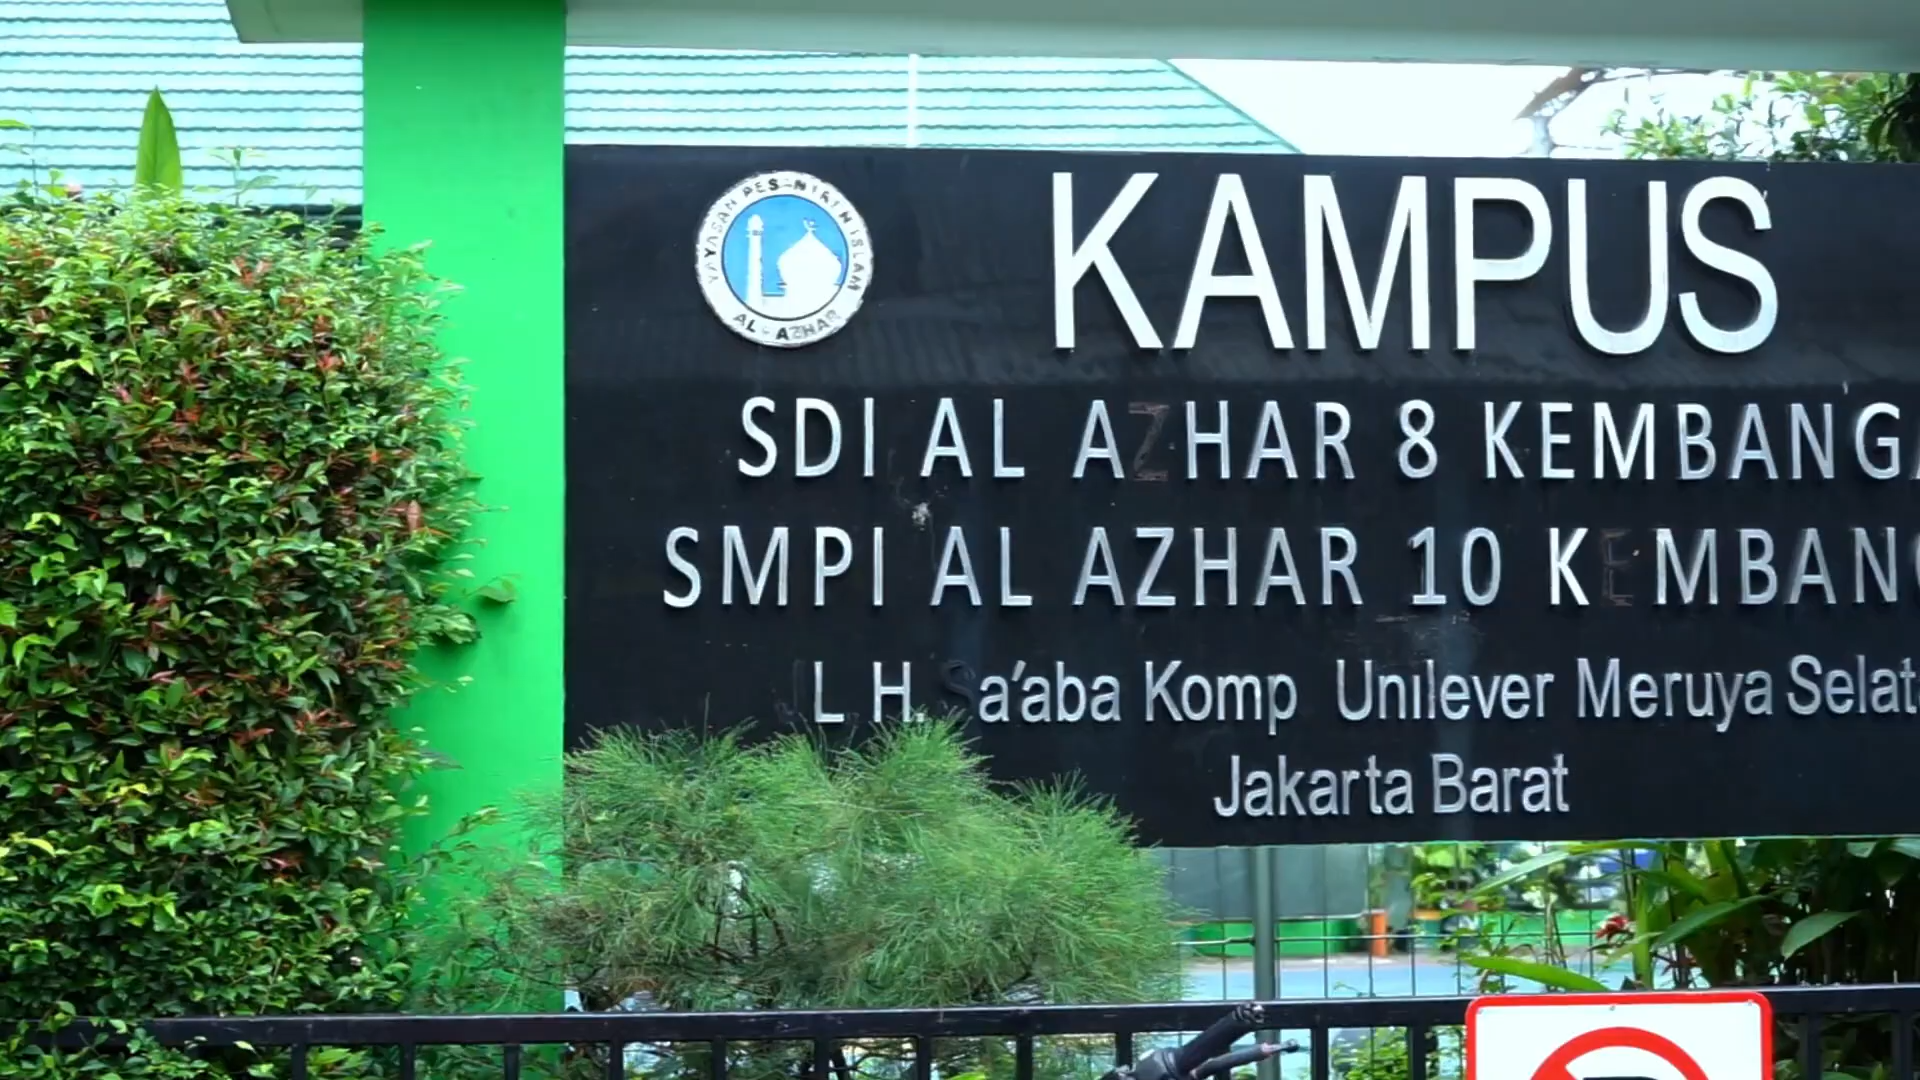 YAYASAN PESANTREN ISLAM
AL-AZHAR
KAMPUS
SDI AL AZHAR 8 KEMBANGA
SMPI AL AZHAR 10 KEMBANG
JL H. Sa'aba Komp Unilever Meruya Selat
Jakarta Barat